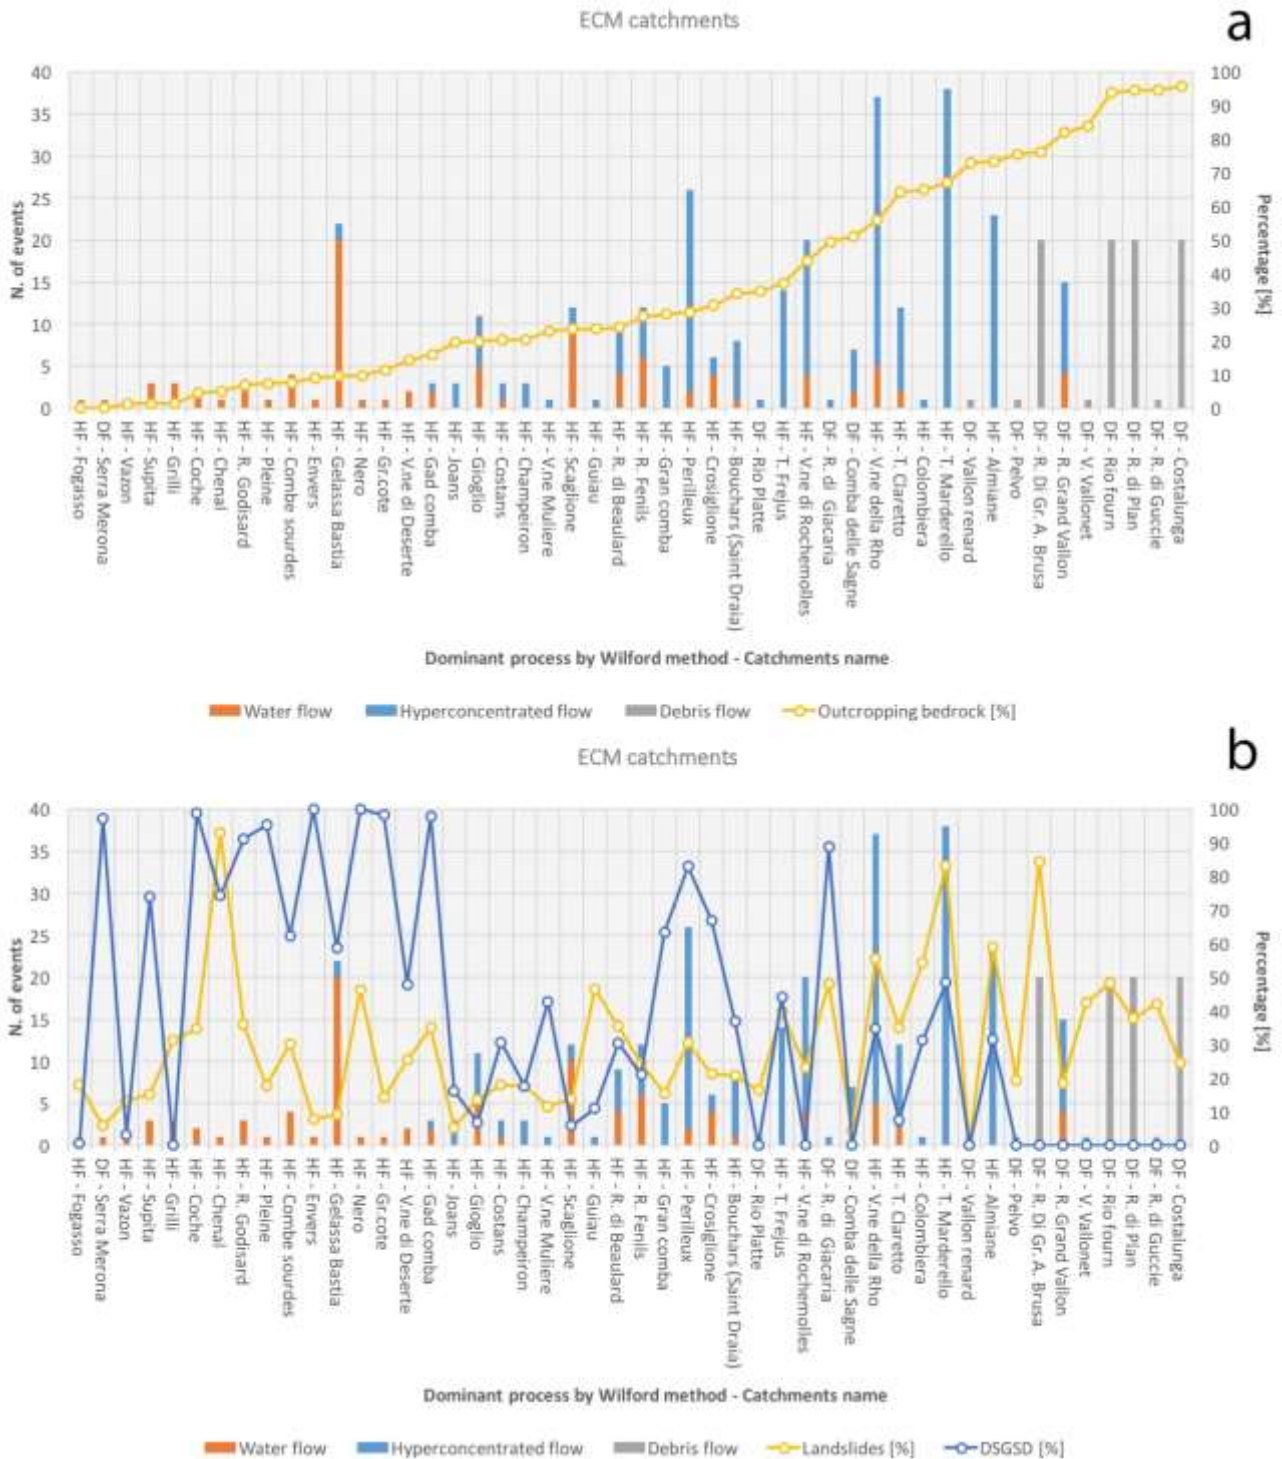 ECM catchments
a
40 100
35 90
80
30 70
25 60
20 50
15 40
30
10 20
5 10
0 0
N. of events
Percentage [%]
HF - Fogasso
DF - Serra Merona
HF - Vazon
HF - Supita
HF - Grilli
HF - Coche
HF - Chenal
HF - R. Godisard
HF - Pleine
HF - Combe sourdes
HF - Envers
HF - Gelassa Bastia
HF - Nero
HF - Gr.cote
HF - V.ne di Deserte
HF - Gad comba
HF - Joans
HF - Gioglio
HF - Costans
HF - Champeiron
HF - V.ne Muliere
HF - Scaglione
HF - Guiau
HF - R. di Beaulard
HF - R. Fenils
HF - Gran comba
HF - Perilleux
HF - Crosiglione
HF - Bouchars (Saint Draia)
DF - Rio Platte
HF - T. Frejus
HF - V.ne di Rochemolles
DF - R. di Giacaria
DF - Comba delle Sagne
HF - V.ne della Rho
HF - T. Claretto
HF - Colombiera
HF - T. Marderello
DF - Vallon renard
HF - Almiane
DF - Pelvo
DF - R. Di Gr. A. Brusa
DF - R. Grand Vallon
DF - V. Vallonet
DF - Rio fourn
DF - R. di Plan
DF - R. di Guccie
DF - Costalunga
Dominant process by Wilford method - Catchments name
Water flow Hyperconcentrated flow Debris flow Outcropping bedrock [%]
ECM catchments
b
40 100
35 90
80
30 70
25 60
20 50
15 40
30
10 20
5 10
0 0
N. of events
Percentage [%]
HF - Fogasso
DF - Serra Merona
HF - Vazon
HF - Supita
HF - Grilli
HF - Coche
HF - Chenal
HF - R. Godisard
HF - Pleine
HF - Combe sourdes
HF - Envers
HF - Gelassa Bastia
HF - Nero
HF - Gr.cote
HF - V.ne di Deserte
HF - Gad comba
HF - Joans
HF - Gioglio
HF - Costans
HF - Champeiron
HF - V.ne Muliere
HF - Scaglione
HF - Guiau
HF - R. di Beaulard
HF - R. Fenils
HF - Gran comba
HF - Perilleux
HF - Crosiglione
HF - Bouchars (Saint Draia)
DF - Rio Platte
HF - T. Frejus
HF - V.ne di Rochemolles
DF - R. di Giacaria
DF - Comba delle Sagne
HF - V.ne della Rho
HF - T. Claretto
HF - Colombiera
HF - T. Marderello
DF - Vallon renard
HF - Almiane
DF - Pelvo
DF - R. Di Gr. A. Brusa
DF - R. Grand Vallon
DF - V. Vallonet
DF - Rio fourn
DF - R. di Plan
DF - R. di Guccie
DF - Costalunga
Dominant process by Wilford method - Catchments name
Water flow Hyperconcentrated flow Debris flow Landslides [%] DSGSD [%]